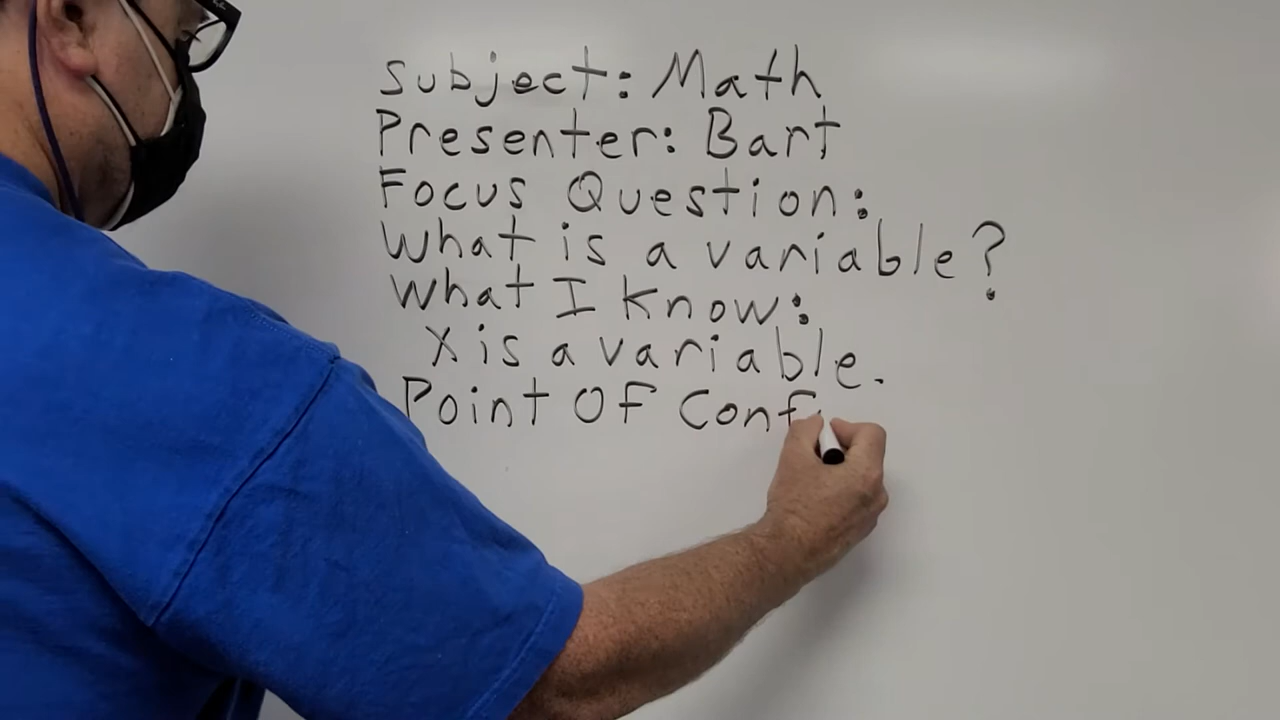 Subject: Math
Presenter: Bart
Focus Question:
What is a variable?
What I know:
X is a variable.
Point Of Conf